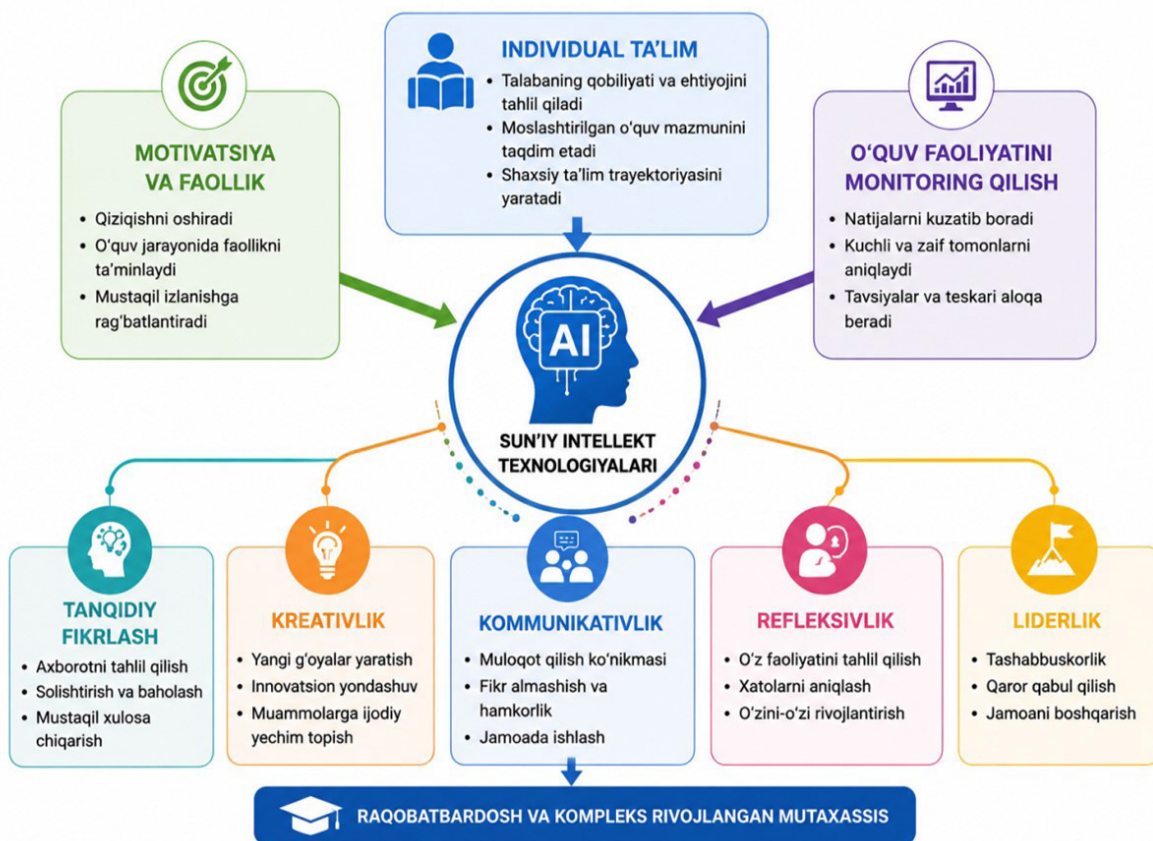 INDIVIDUAL TA’LIM
• Talabaning qobiliyati va ehtiyojini
tahlil qiladi
• Moslashtirilgan o‘quv mazmunini
taqdim etadi
• Shaxsiy ta’lim trayektoriyasini
yaratadi
MOTIVATSIYA
VA FAOLLIK
• Qiziqishni oshiradi
• O‘quv jarayonida faollikni
ta’minlaydi
• Mustaqil izlanishga
rag‘batlantiradi
O‘QUV FAOLIYATINI
MONITORING QILISH
• Natijalarni kuzatib boradi
• Kuchli va zaif tomonlarni
aniqlaydi
• Tavsiyalar va teskari aloqa
beradi
AI
SUN’IY INTELLEKT
TEXNOLOGIYALARI
TANQIDIY
FIKRLASH
• Axborotni tahlil qilish
• Solishtirish va baholash
• Mustaqil xulosa
chiqarish
KREATIVLIK
• Yangi g‘oyalar yaratish
• Innovatsion yondashuv
• Muammolarga ijodiy
yechim topish
KOMMUNIKATIVLIK
• Muloqot qilish ko‘nikmasi
• Fikr almashish va
hamkorlik
• Jamoada ishlash
REFLEKSIVLIK
• O‘z faoliyatini tahlil qilish
• Xatolarni aniqlash
• O‘zini-o‘zi rivojlantirish
LIDERLIK
• Tashabbuskorlik
• Qaror qabul qilish
• Jamoani boshqarish
RAQOBATBARDOSH VA KOMPLEKS RIVOJLANGAN MUTAXASSIS